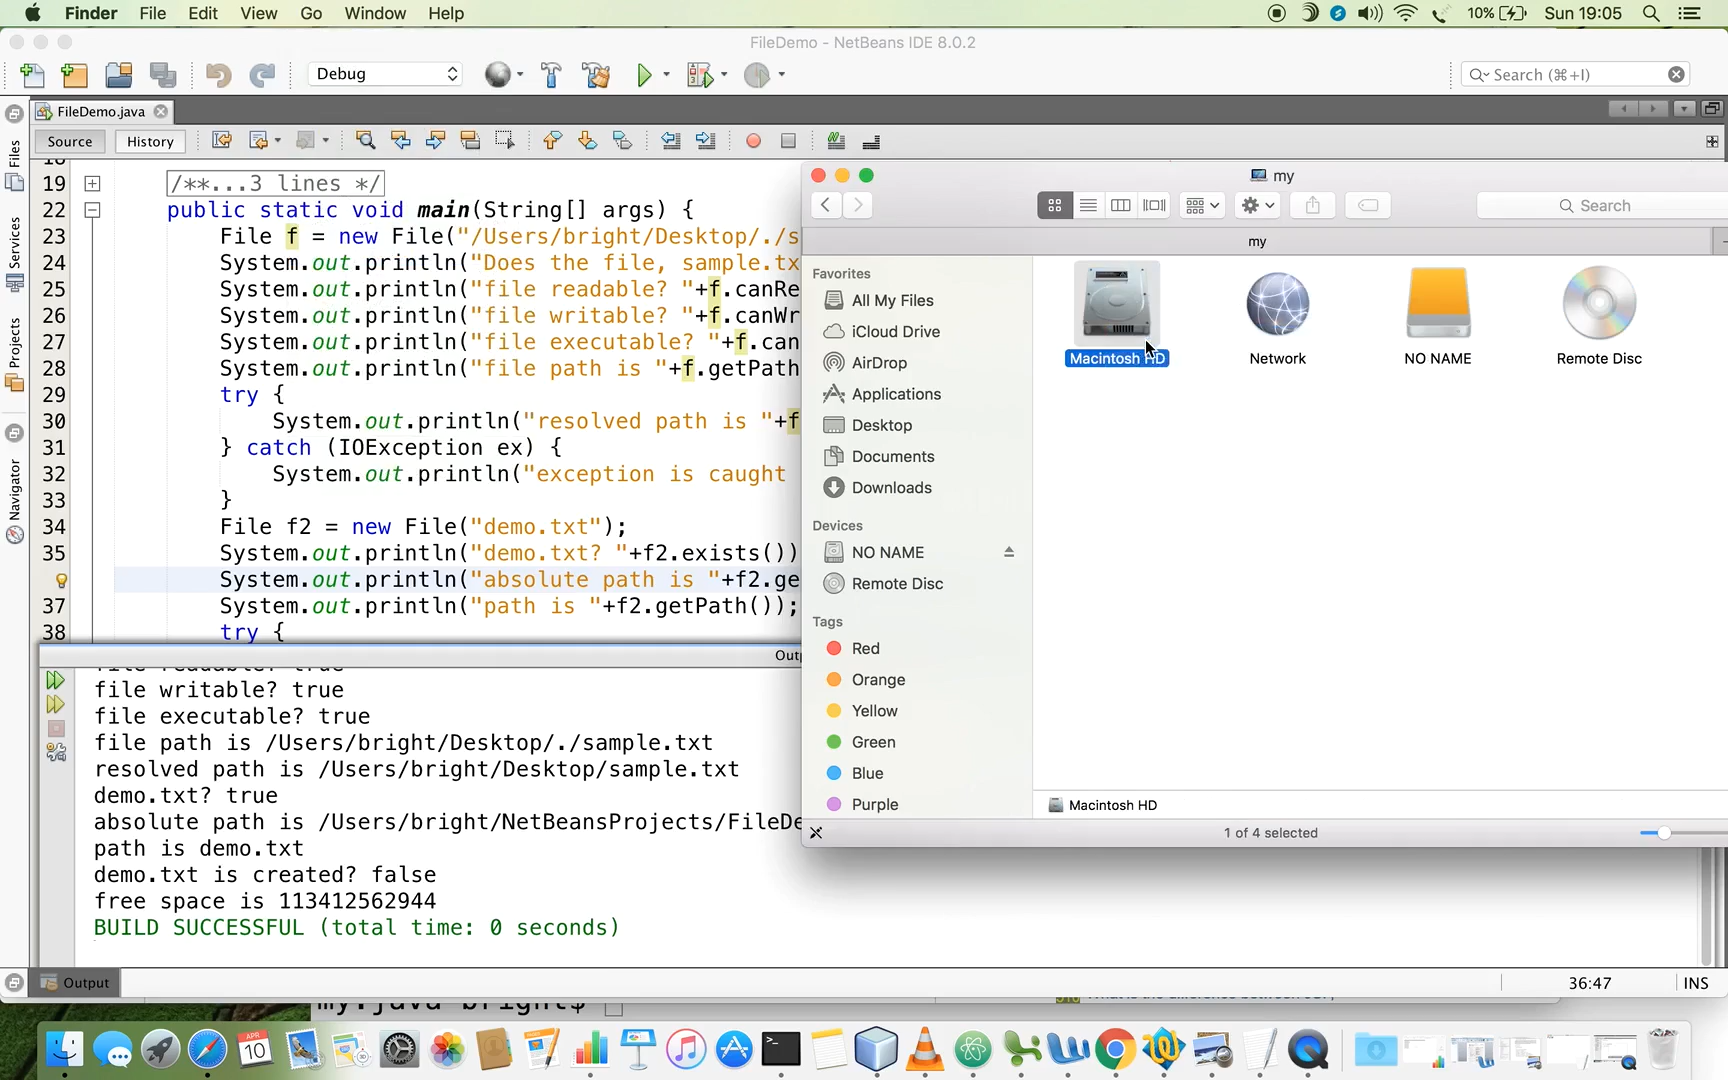 Finder File Edit View Go Window Help 10% Sun 19:05
FileDemo - NetBeans IDE 8.0.2
Debug
Search (⌘+I)
FileDemo.java
Source History
Files
Services
Projects
Navigator
19 /**...3 lines */
22 public static void main(String[] args) {
23 File f = new File("/Users/bright/Desktop/./s
24 System.out.println("Does the file, sample.tx
25 System.out.println("file readable? "+f.canRe
26 System.out.println("file writable? "+f.canWr
27 System.out.println("file executable? "+f.can
28 System.out.println("file path is "+f.getPath
29 try {
30 System.out.println("resolved path is "+f
31 } catch (IOException ex) {
32 System.out.println("exception is caught
33 }
34 File f2 = new File("demo.txt");
35 System.out.println("demo.txt? "+f2.exists())
System.out.println("absolute path is "+f2.ge
37 System.out.println("path is "+f2.getPath());
38 try {
my
Search
my
Favorites
All My Files
iCloud Drive
AirDrop
Applications
Desktop
Documents
Downloads
Devices
NO NAME
Remote Disc
Tags
Red
Orange
Yellow
Green
Blue
Purple
Macintosh HD
Network
NO NAME
Remote Disc
Macintosh HD
1 of 4 selected
file readable? true
file writable? true
file executable? true
file path is /Users/bright/Desktop/./sample.txt
resolved path is /Users/bright/Desktop/sample.txt
demo.txt? true
absolute path is /Users/bright/NetBeansProjects/FileDe
path is demo.txt
demo.txt is created? false
free space is 113412562944
BUILD SUCCESSFUL (total time: 0 seconds)
Output
36:47 INS
my.java bright$
APR
10